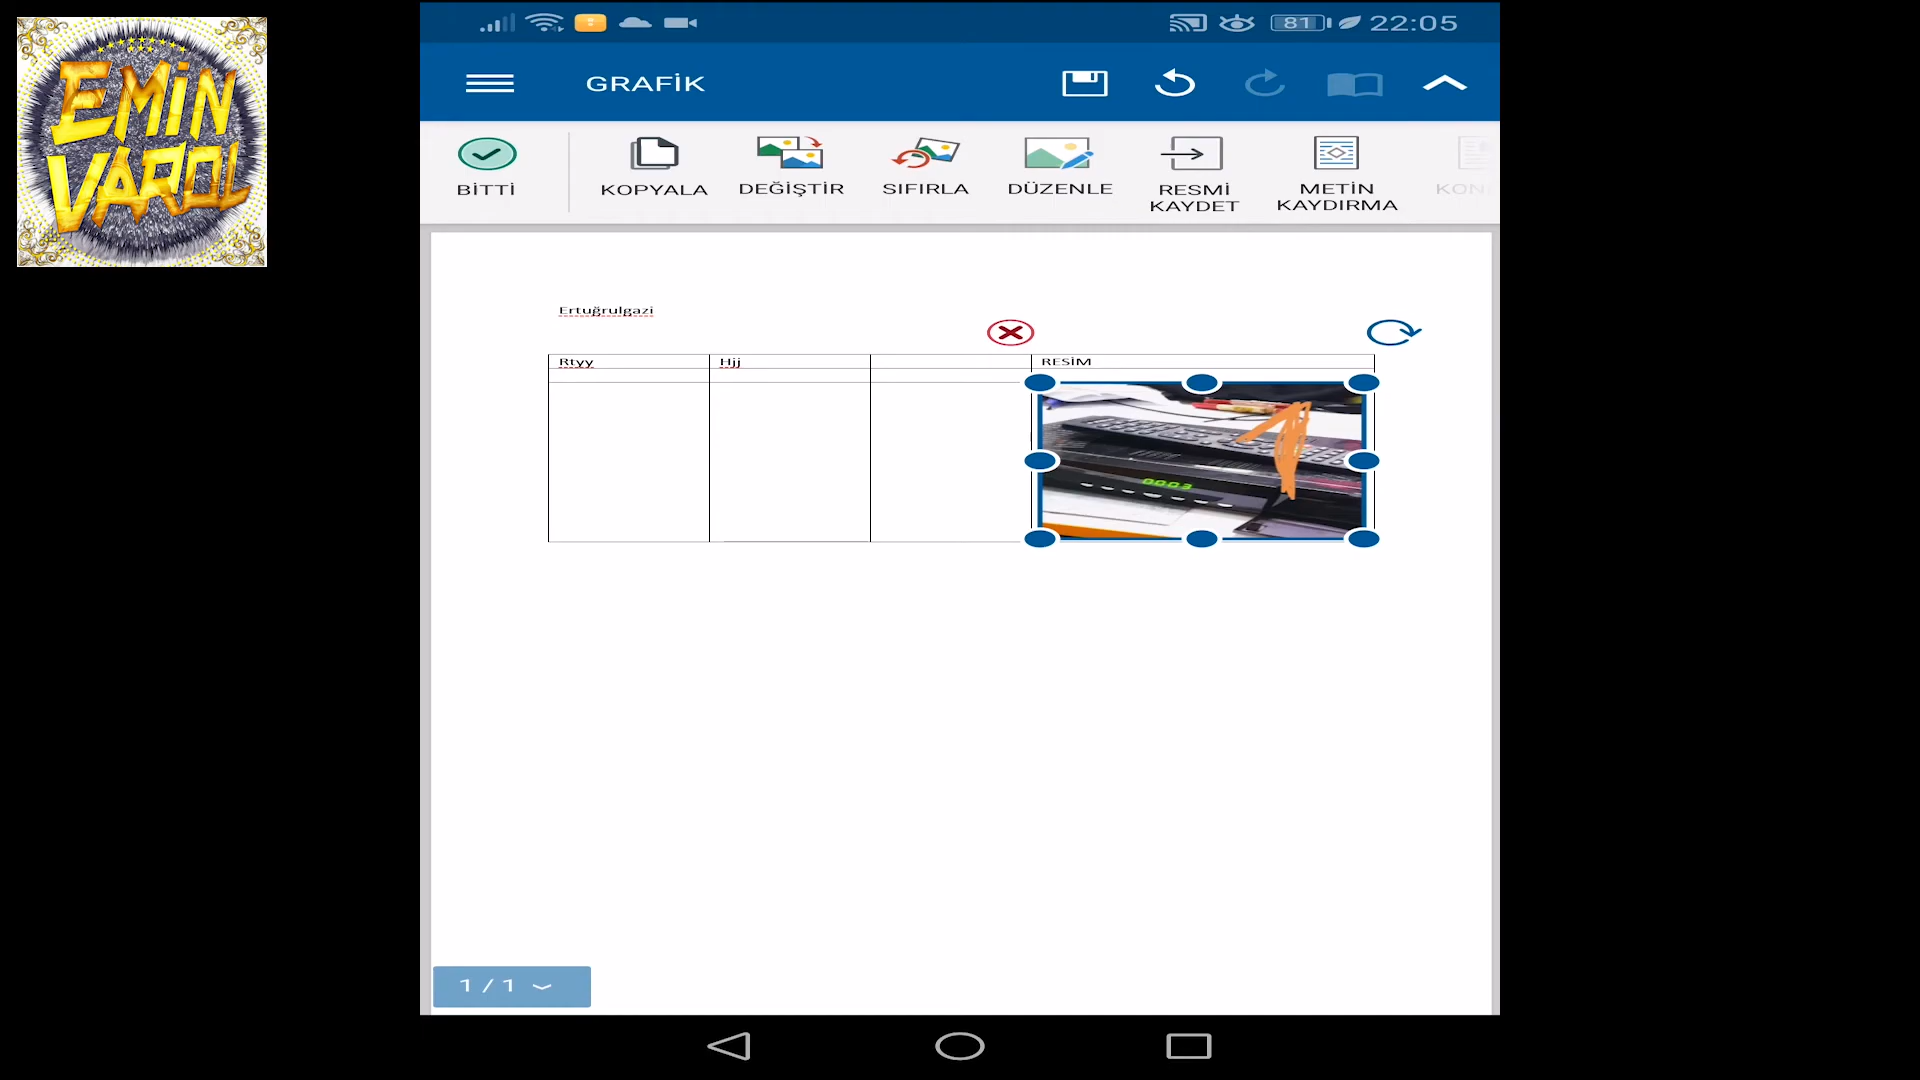 EMİN
VAROL
81 22:05
GRAFİK
BİTTİ
KOPYALA
DEĞİŞTİR
SIFIRLA
DÜZENLE
RESMİ
KAYDET
METİN
KAYDIRMA
Ertuğrulgazi
Rtyy Hjj RESİM
0003
1 / 1